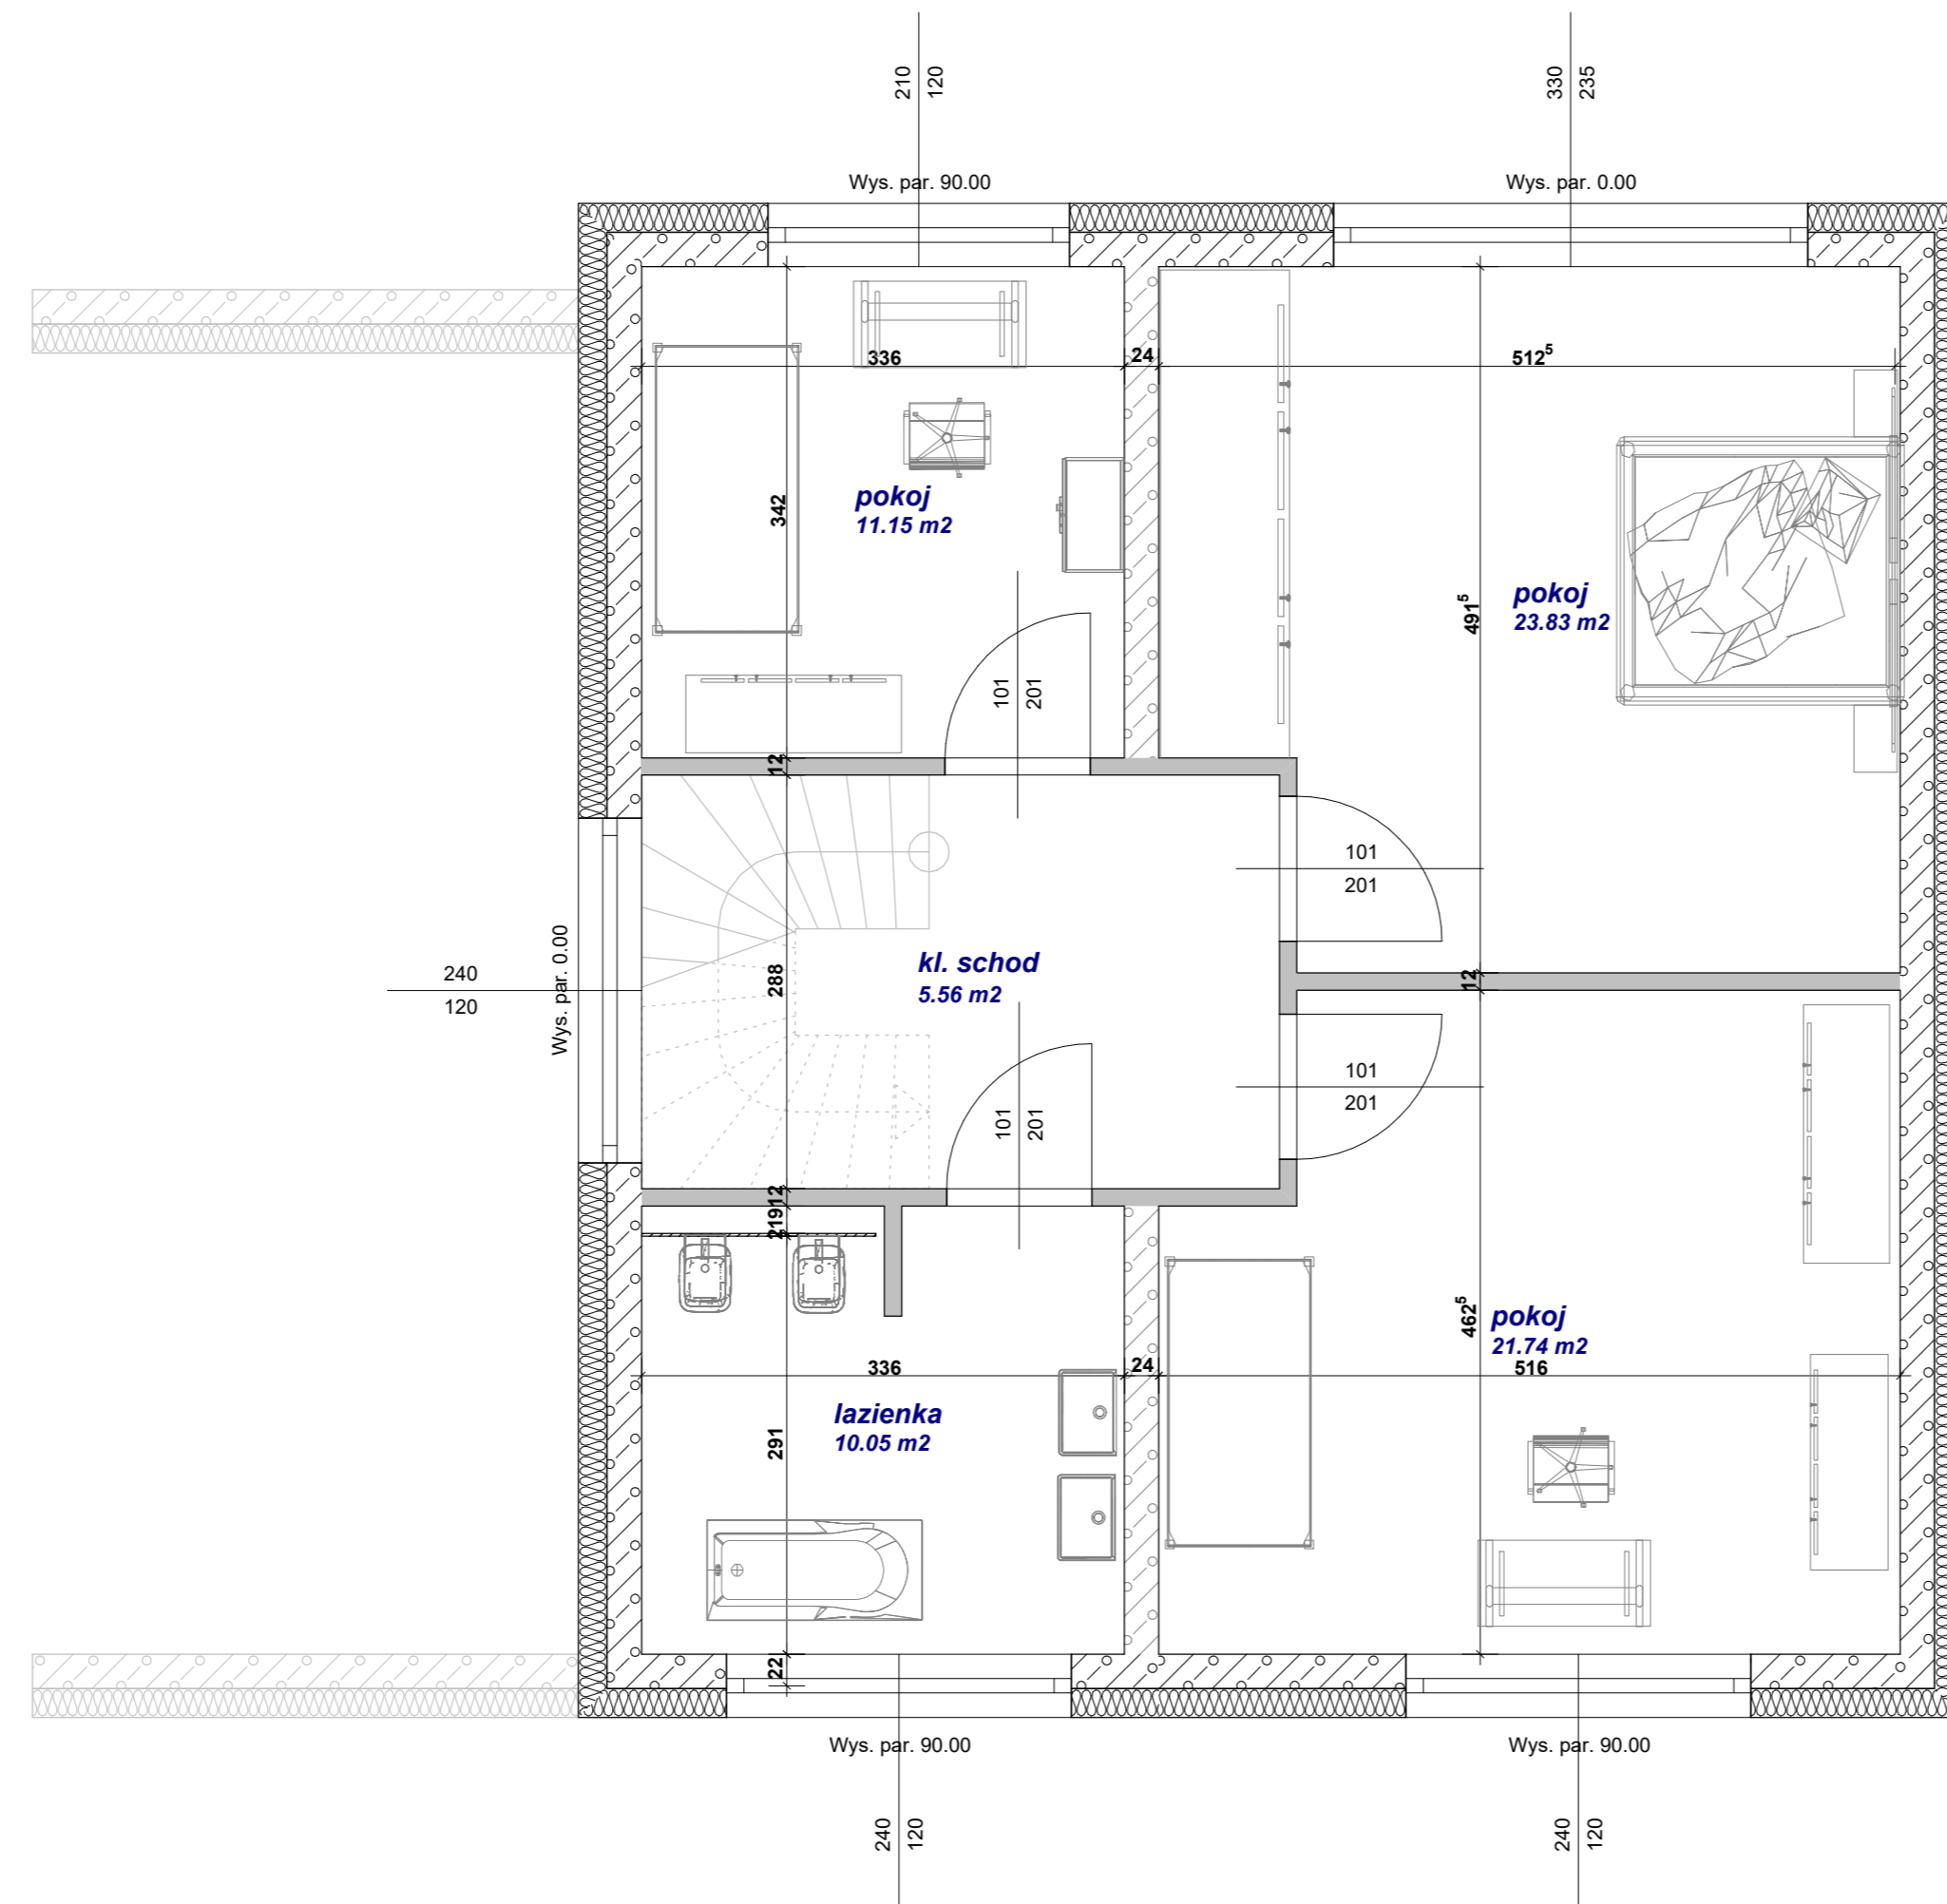 210
120
330
235
Wys. par. 90.00
Wys. par. 0.00
336
24
512⁵
342
pokoj
11.15 m2
491⁵
pokoj
23.83 m2
101
201
12
101
201
240
120
Wys. par. 0.00
288
kl. schod
5.56 m2
12
101
201
101
201
12
219
462⁵
pokoj
21.74 m2
336
24
516
lazienka
10.05 m2
291
22
Wys. par. 90.00
Wys. par. 90.00
240
120
240
120